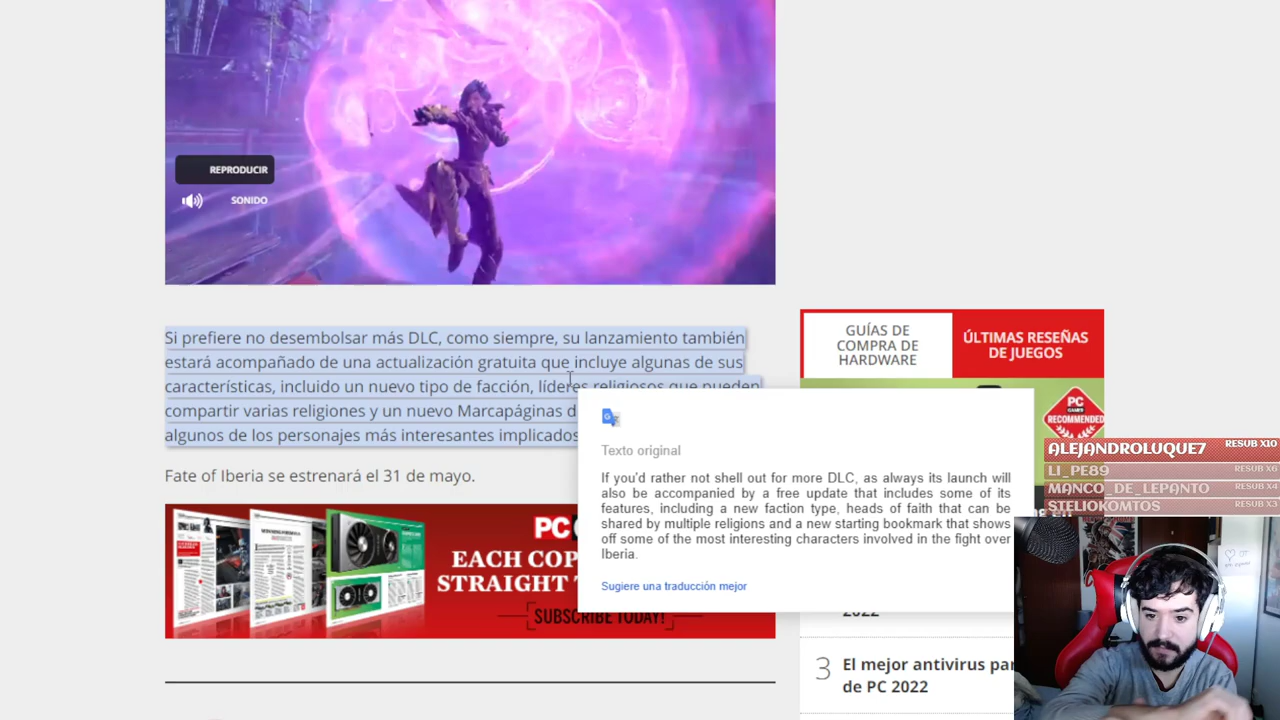 REPRODUCIR
SONIDO
Si prefiere no desembolsar más DLC, como siempre, su lanzamiento también
estará acompañado de una actualización gratuita que incluye algunas de sus
características, incluido un nuevo tipo de facción, líderes religiosos que pueden
compartir varias religiones y un nuevo Marcapáginas d
algunos de los personajes más interesantes implicados
Fate of Iberia se estrenará el 31 de mayo.
PC
EACH COP
STRAIGHT T
SUBSCRIBE TODAY!
Texto original
If you'd rather not shell out for more DLC, as always its launch will
also be accompanied by a free update that includes some of its
features, including a new faction type, heads of faith that can be
shared by multiple religions and a new starting bookmark that shows
off some of the most interesting characters involved in the fight over
Iberia.
Sugiere una traducción mejor
GUÍAS DE
COMPRA DE
HARDWARE
ÚLTIMAS RESEÑAS
DE JUEGOS
PC
GAMER
RECOMMENDED
ALEJANDROLUQUE7 RESUB X10
LI_PE89 RESUB X6
MANCO_DE_LEPANTO RESUB X4
STELIOKOMTOS RESUB X3
2022
3
El mejor antivirus par
de PC 2022